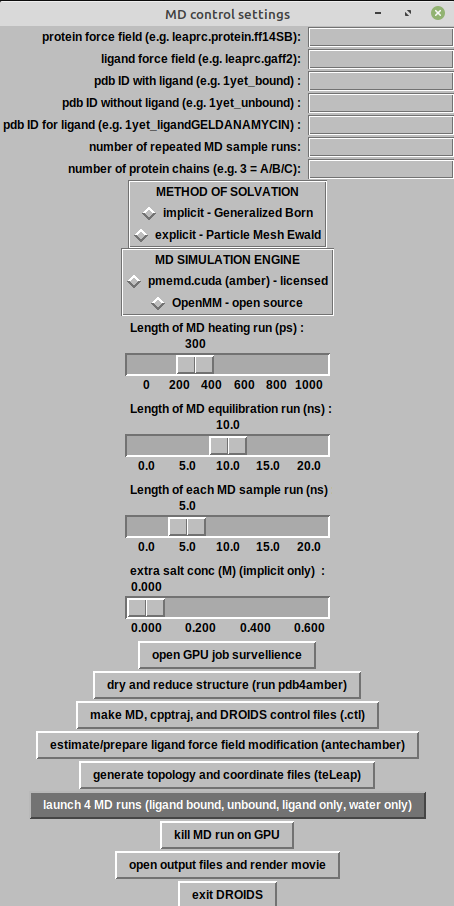 MD control settings
protein force field (e.g. leaprc.protein.ff14SB):
ligand force field (e.g. leaprc.gaff2):
pdb ID with ligand (e.g. 1yet_bound) :
pdb ID without ligand (e.g. 1yet_unbound) :
pdb ID for ligand (e.g. 1yet_ligandGELDANAMYCIN) :
number of repeated MD sample runs:
number of protein chains (e.g. 3 = A/B/C):
METHOD OF SOLVATION
implicit - Generalized Born
explicit - Particle Mesh Ewald
MD SIMULATION ENGINE
pmemd.cuda (amber) - licensed
OpenMM - open source
Length of MD heating run (ps) :
300
0 200 400 600 800 1000
Length of MD equilibration run (ns) :
10.0
0.0 5.0 10.0 15.0 20.0
Length of each MD sample run (ns)
5.0
0.0 5.0 10.0 15.0 20.0
extra salt conc (M) (implicit only) :
0.000
0.000 0.200 0.400 0.600
open GPU job survellience
dry and reduce structure (run pdb4amber)
make MD, cpptraj, and DROIDS control files (.ctl)
estimate/prepare ligand force field modification (antechamber)
generate topology and coordinate files (teLeap)
launch 4 MD runs (ligand bound, unbound, ligand only, water only)
kill MD run on GPU
open output files and render movie
exit DROIDS